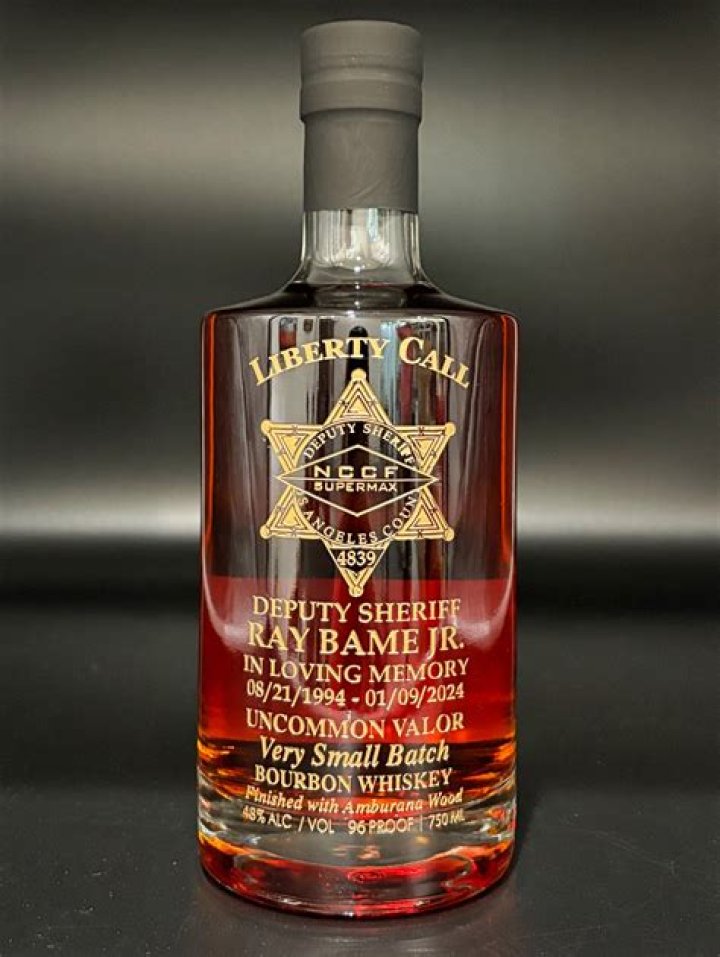 LIBERTY CALL
DEPUTY SHERIFF
NCCF
SUPERMAX
S ANGELES COUN
4839
DEPUTY SHERIFF
RAY BAME JR.
IN LOVING MEMORY
08/21/1994 - 01/09/2024
UNCOMMON VALOR
Very Small Batch
BOURBON WHISKEY
Finished with Amburana Wood
48% ALC / VOL 96 PROOF | 750 ML